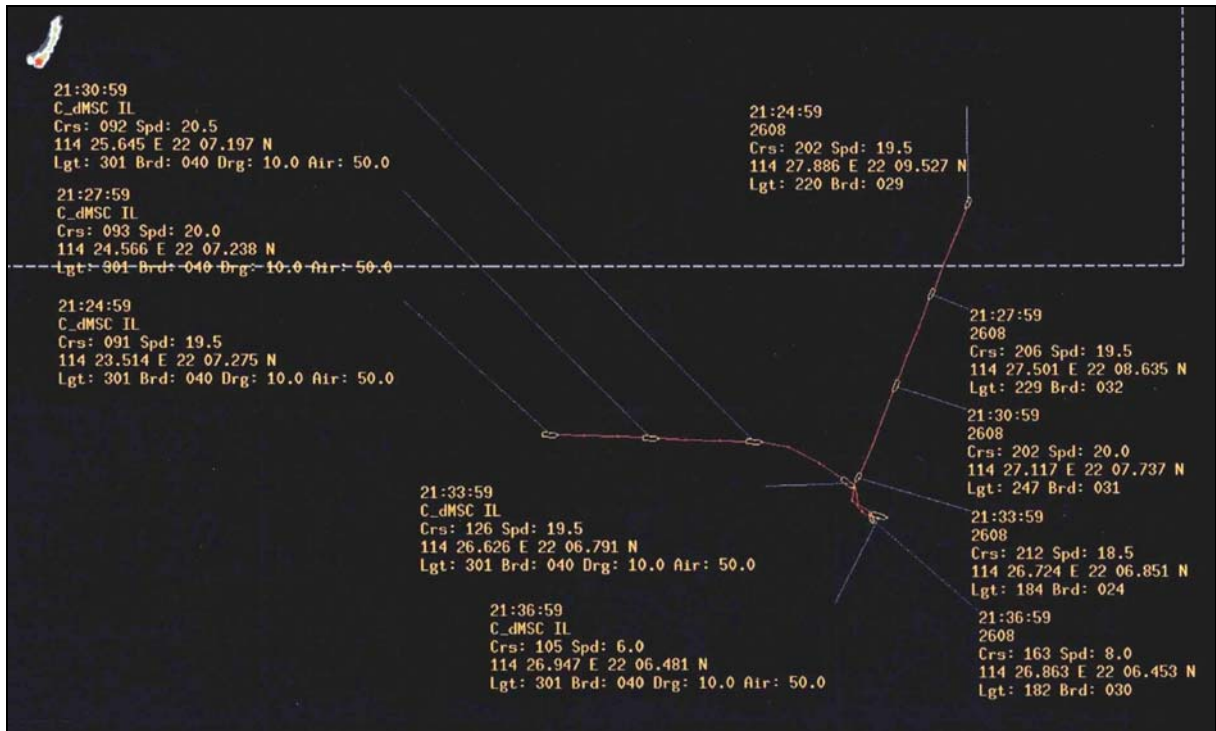 21:30:59
C_dMSC IL
Crs: 092 Spd: 20.5
114 25.645 E 22 07.197 N
Lgt: 301 Brd: 040 Drg: 10.0 Air: 50.0
21:27:59
C_dMSC IL
Crs: 093 Spd: 20.0
114 24.566 E 22 07.238 N
Lgt: 301 Brd: 040 Drg: 10.0 Air: 50.0
21:24:59
C_dMSC IL
Crs: 091 Spd: 19.5
114 23.514 E 22 07.275 N
Lgt: 301 Brd: 040 Drg: 10.0 Air: 50.0
21:33:59
C_dMSC IL
Crs: 126 Spd: 19.5
114 26.626 E 22 06.791 N
Lgt: 301 Brd: 040 Drg: 10.0 Air: 50.0
21:36:59
C_dMSC IL
Crs: 105 Spd: 6.0
114 26.947 E 22 06.481 N
Lgt: 301 Brd: 040 Drg: 10.0 Air: 50.0
21:24:59
2608
Crs: 202 Spd: 19.5
114 27.886 E 22 09.527 N
Lgt: 220 Brd: 029
21:27:59
2608
Crs: 206 Spd: 19.5
114 27.501 E 22 08.635 N
Lgt: 229 Brd: 032
21:30:59
2608
Crs: 202 Spd: 20.0
114 27.117 E 22 07.737 N
Lgt: 247 Brd: 031
21:33:59
2608
Crs: 212 Spd: 18.5
114 26.724 E 22 06.851 N
Lgt: 184 Brd: 024
21:36:59
2608
Crs: 163 Spd: 8.0
114 26.863 E 22 06.453 N
Lgt: 182 Brd: 030